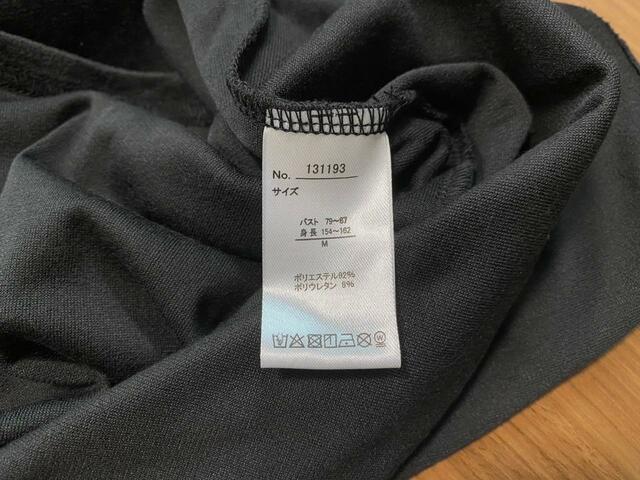 No. 131193
サイズ
バスト 79〜87
身長 154〜162
M
ポリエステル92%
ポリウレタン 8%